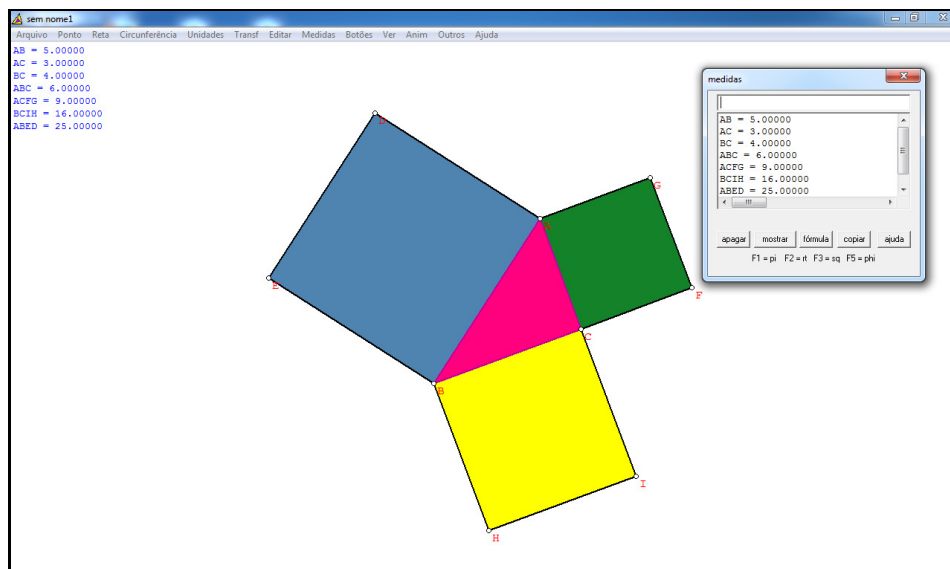 sem nome1
Arquivo Ponto Reta Circunferência Unidades Transf Editar Medidas Botões Ver Anim Outros Ajuda
AB = 5.00000
AC = 3.00000
BC = 4.00000
ABC = 6.00000
ACFG = 9.00000
BCIH = 16.00000
ABED = 25.00000
medidas
AB = 5.00000
AC = 3.00000
BC = 4.00000
ABC = 6.00000
ACFG = 9.00000
BCIH = 16.00000
ABED = 25.00000
apagar mostrar fórmula copiar ajuda
F1 = pi F2 = rt F3 = sq F5 = phi
D
G
A
E
F
C
B
I
H